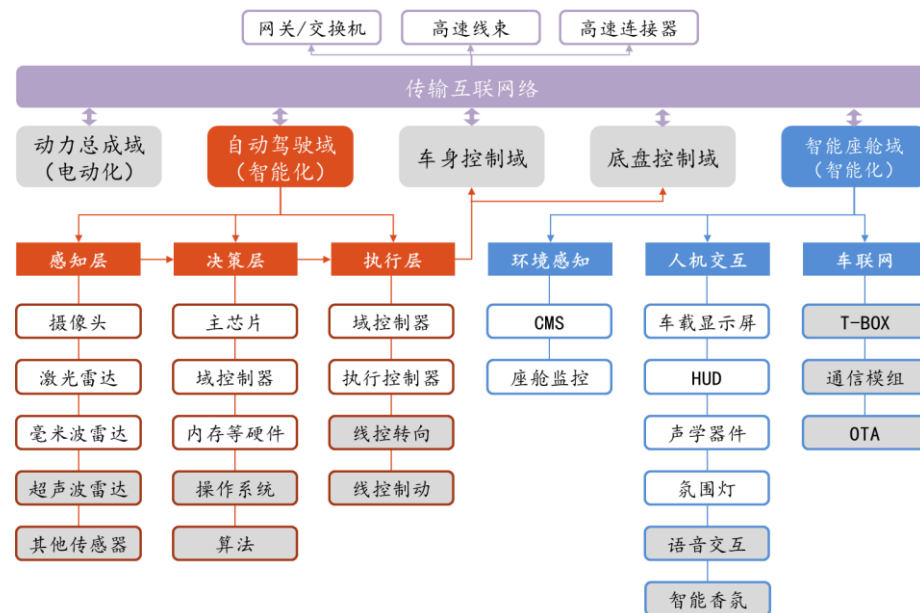 网关/交换机
高速线束
高速连接器
传输互联网络
动力总成域
（电动化）
自动驾驶域
（智能化）
车身控制域
底盘控制域
智能座舱域
（智能化）
感知层
决策层
执行层
环境感知
人机交互
车联网
摄像头
主芯片
域控制器
CMS
车载显示屏
T-BOX
激光雷达
域控制器
执行控制器
座舱监控
HUD
通信模组
毫米波雷达
内存等硬件
线控转向
声学器件
OTA
超声波雷达
操作系统
线控制动
氛围灯
其他传感器
算法
语音交互
智能香氛